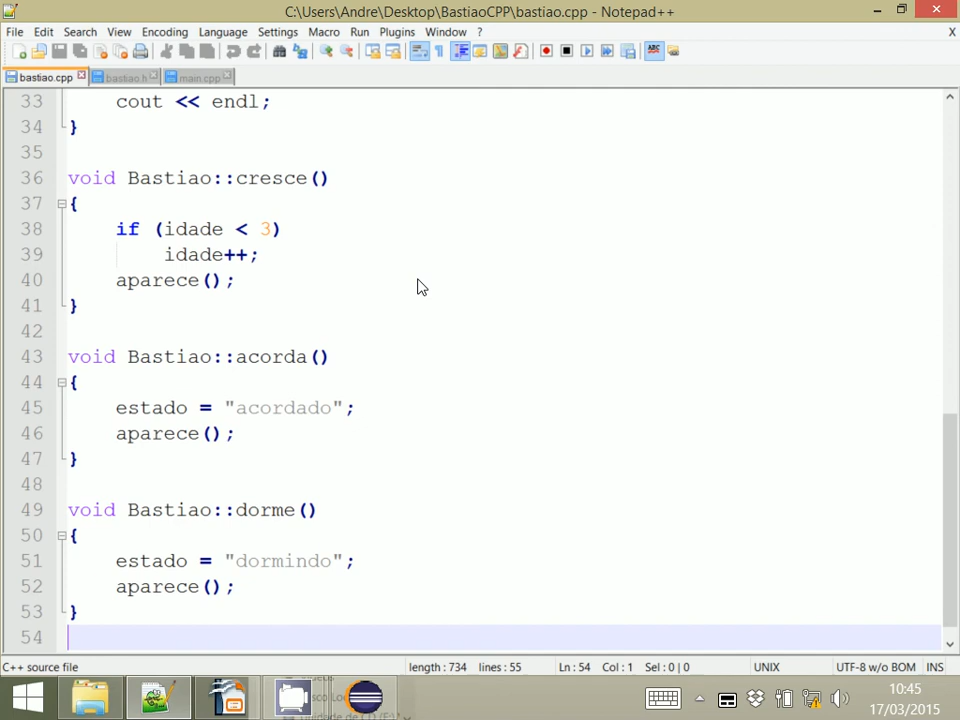 C:\Users\Andre\Desktop\BastiaoCPP\bastiao.cpp - Notepad++
File Edit Search View Encoding Language Settings Macro Run Plugins Window ? X
bastiao.cpp bastiao.h main.cpp
33 cout << endl;
34 }
35
36 void Bastiao::cresce()
37 {
38 if (idade < 3)
39 idade++;
40 aparece();
41 }
42
43 void Bastiao::acorda()
44 {
45 estado = "acordado";
46 aparece();
47 }
48
49 void Bastiao::dorme()
50 {
51 estado = "dormindo";
52 aparece();
53 }
54
C++ source file length : 734 lines : 55 Ln : 54 Col : 1 Sel : 0 | 0 UNIX UTF-8 w/o BOM INS
10:45
17/03/2015